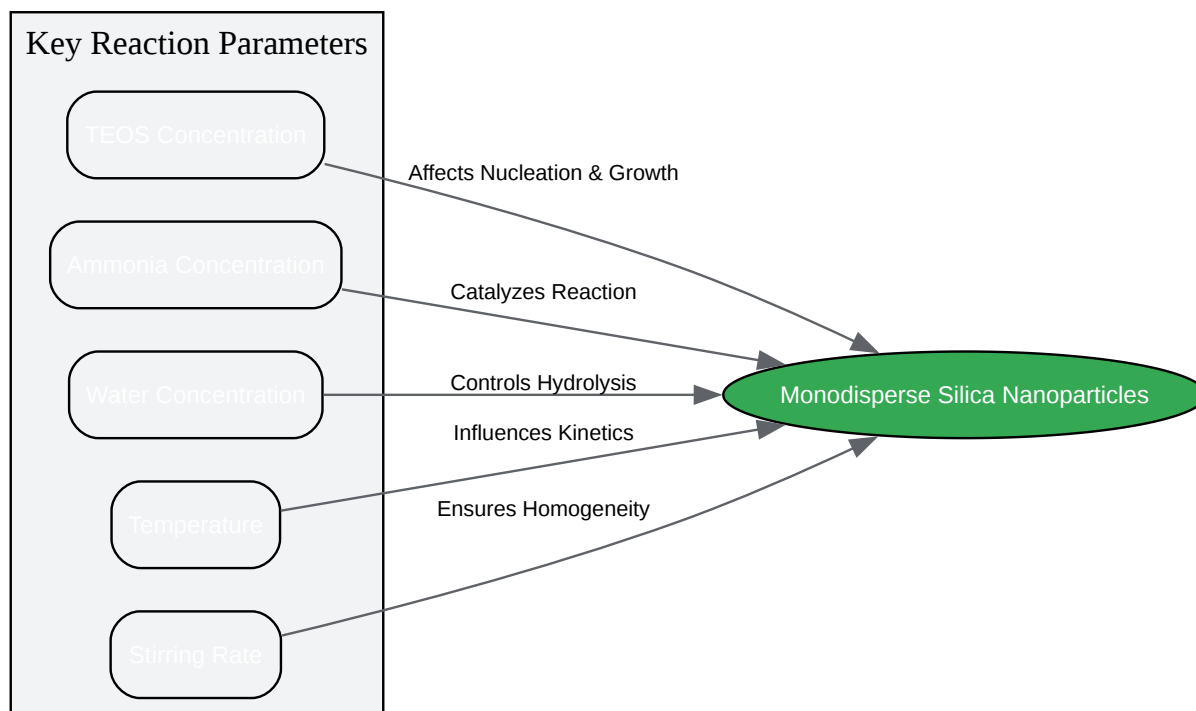 Key Reaction Parameters
TEOS Concentration
Affects Nucleation & Growth
Ammonia Concentration
Catalyzes Reaction
Water Concentration
Controls Hydrolysis
Monodisperse Silica Nanoparticles
Influences Kinetics
Temperature
Ensures Homogeneity
Stirring Rate